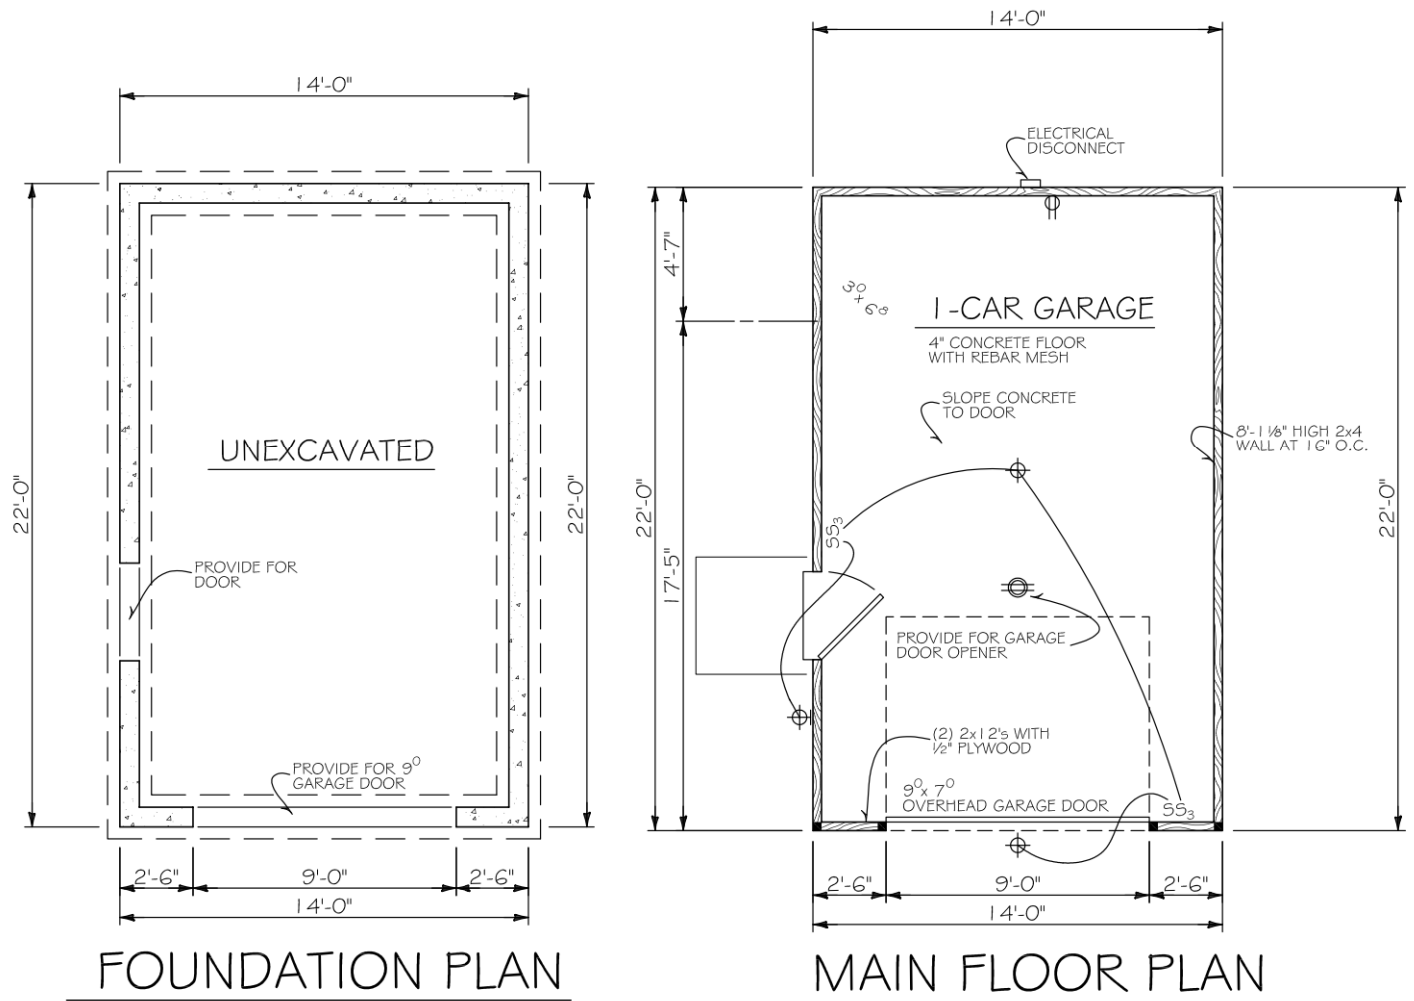 14'-0"
22'-0"
UNEXCAVATED
22'-0"
PROVIDE FOR
DOOR
PROVIDE FOR 9⁰
GARAGE DOOR
2'-6"
9'-0"
2'-6"
14'-0"
FOUNDATION PLAN
14'-0"
ELECTRICAL
DISCONNECT
4'-7"
3⁰ x 6⁸
1-CAR GARAGE
4" CONCRETE FLOOR
WITH REBAR MESH
SLOPE CONCRETE
TO DOOR
8'-1 ⅛" HIGH 2x4
WALL AT 16" O.C.
22'-0"
17'-5"
SS₃
22'-0"
PROVIDE FOR GARAGE
DOOR OPENER
(2) 2x12's WITH
½" PLYWOOD
9⁰x 7⁰
OVERHEAD GARAGE DOOR
SS₃
2'-6"
9'-0"
2'-6"
14'-0"
MAIN FLOOR PLAN